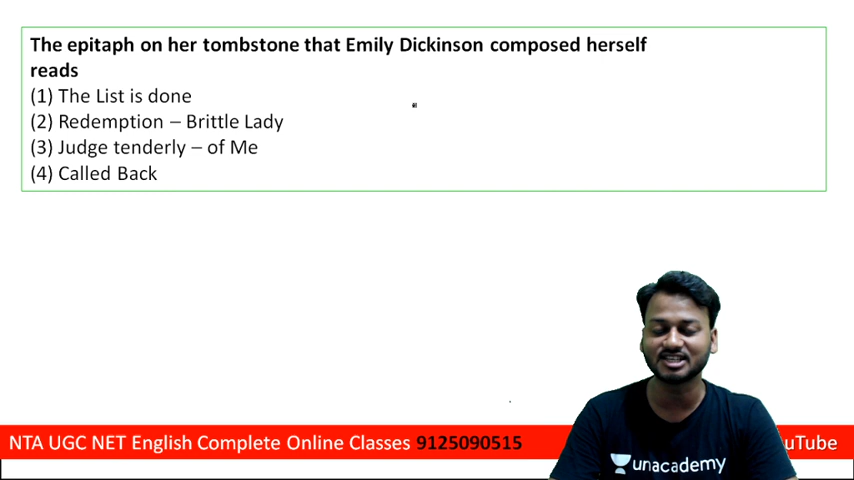 The epitaph on her tombstone that Emily Dickinson composed herself
reads
(1) The List is done
(2) Redemption – Brittle Lady
(3) Judge tenderly – of Me
(4) Called Back
NTA UGC NET English Complete Online Classes 9125090515
uTube
unacademy